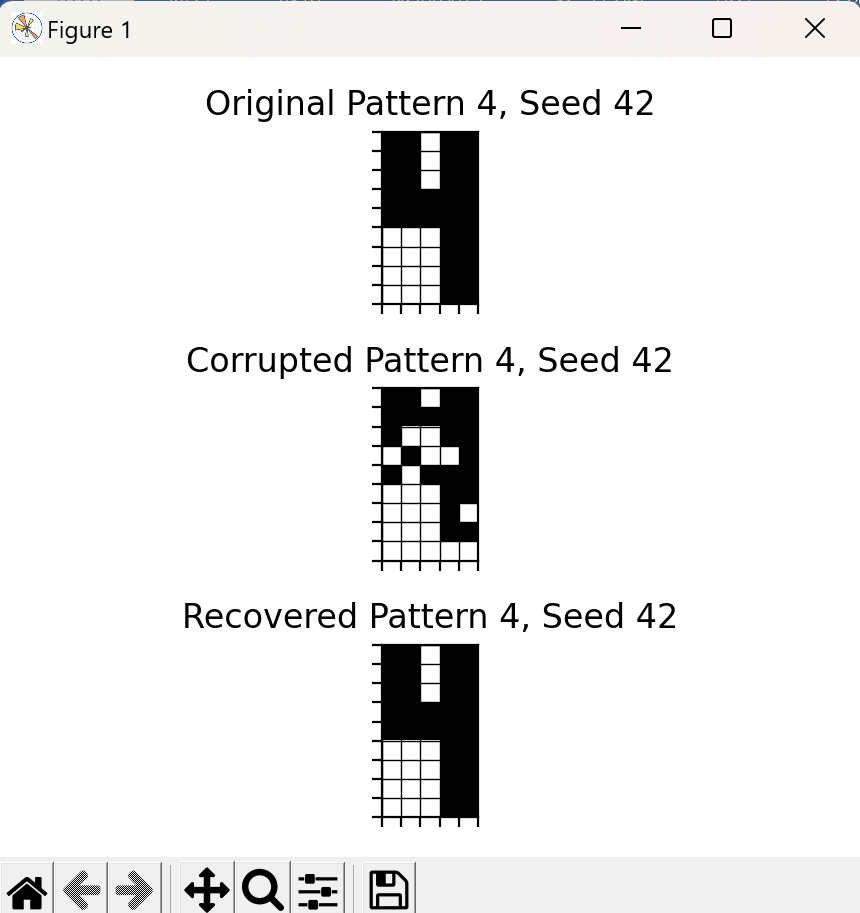 Figure 1
Original Pattern 4, Seed 42
Corrupted Pattern 4, Seed 42
Recovered Pattern 4, Seed 42